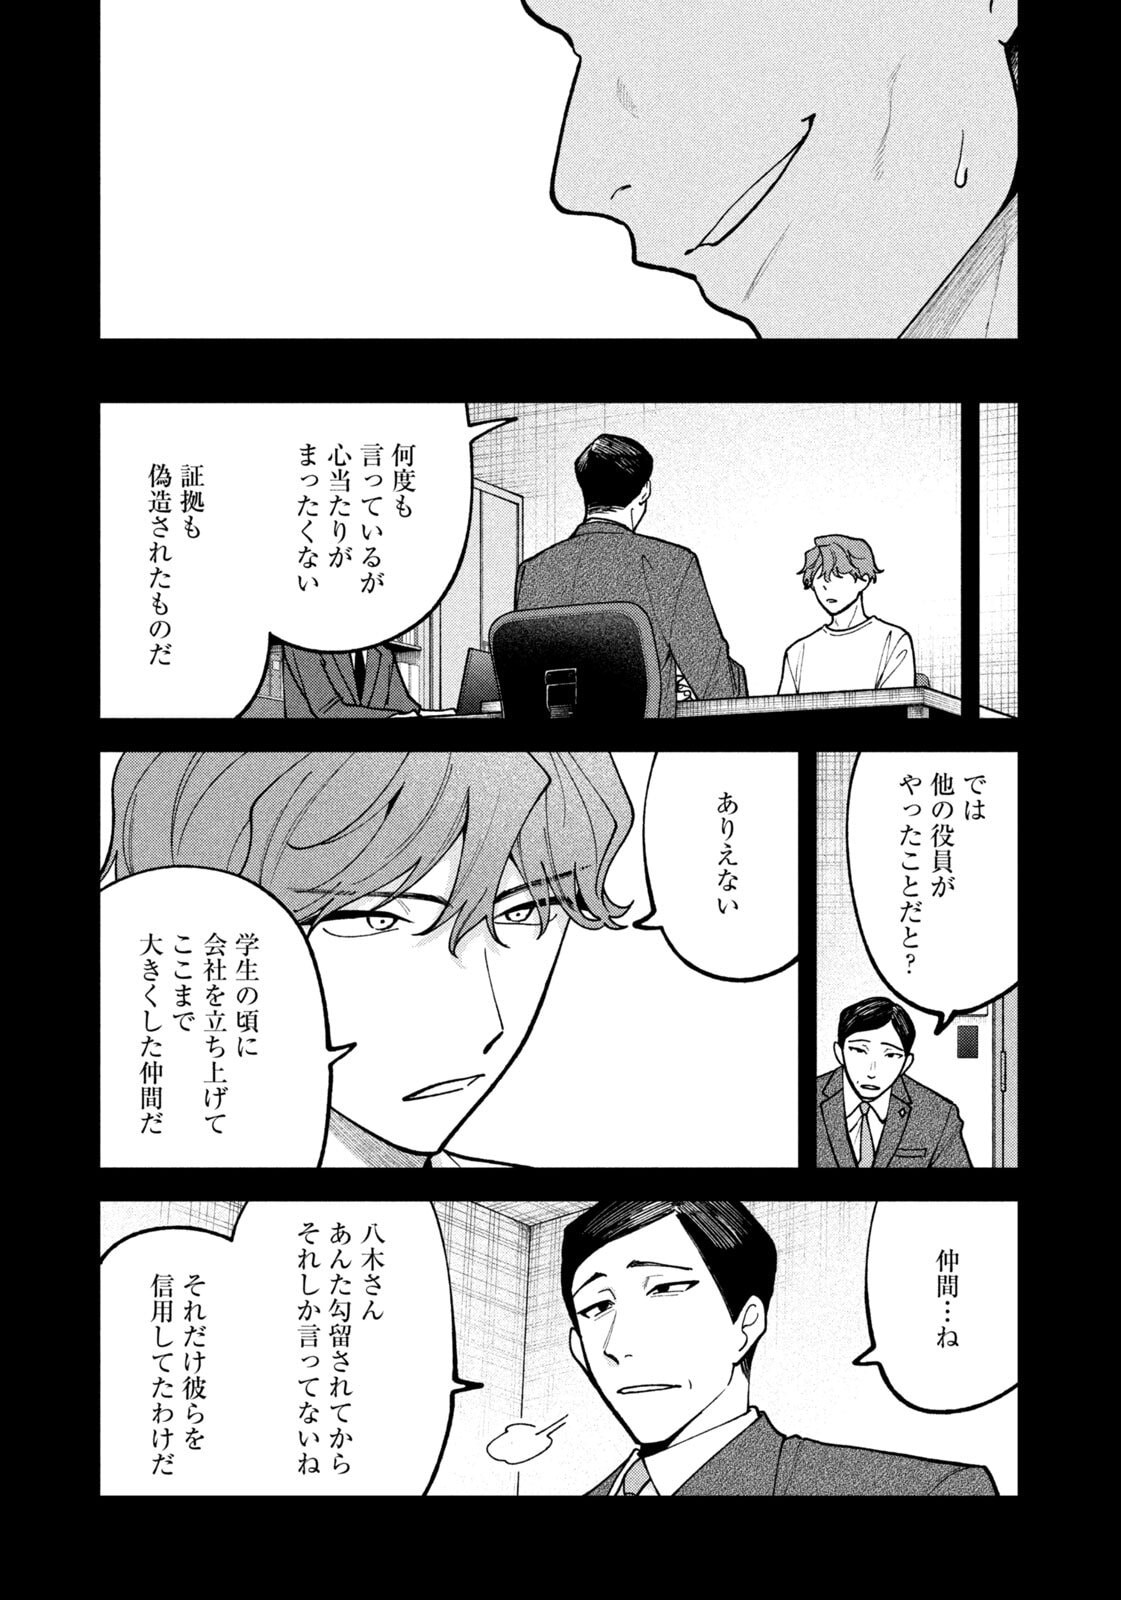 何度も
言っているが
心当たりが
まったくない
証拠も
偽造されたものだ
では
他の役員が
やったことだと?
ありえない
学生の頃に
会社を立ち上げて
ここまで
大きくした仲間だ
仲間…ね
八木さん
あんた勾留されてから
それしか言ってないね
それだけ彼らを
信用してたわけだ